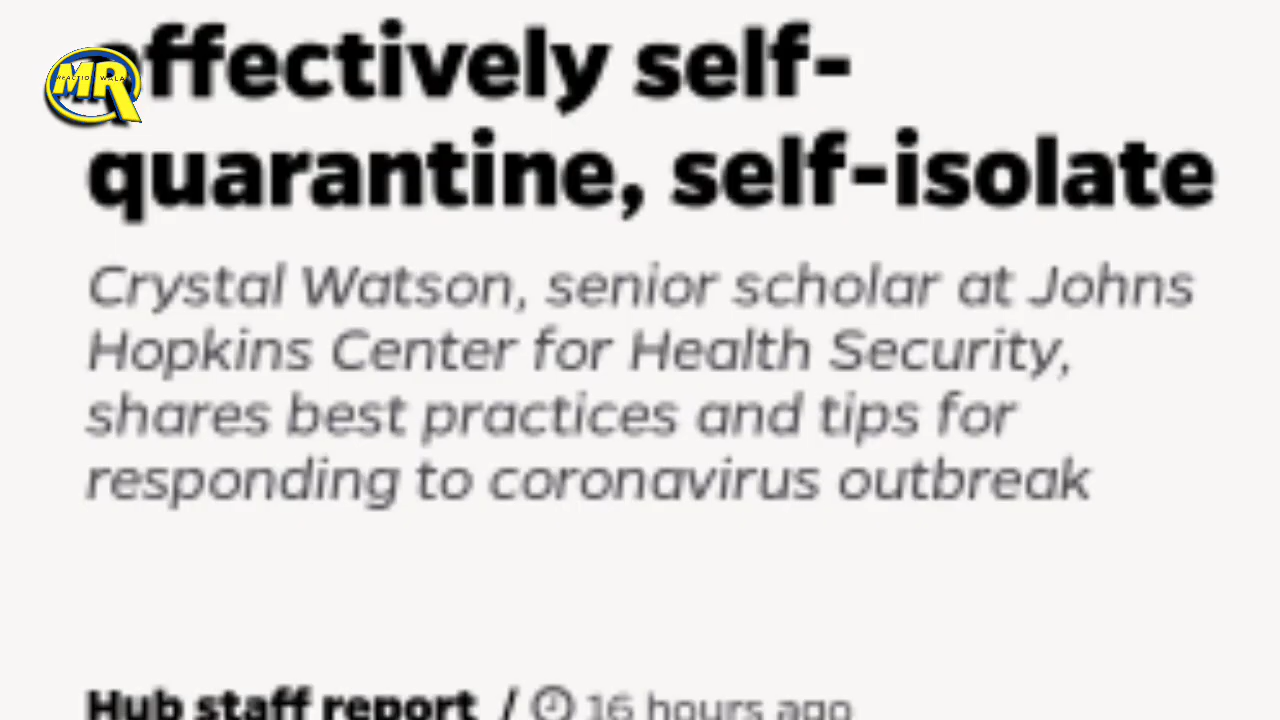 effectively self-
quarantine, self-isolate
Crystal Watson, senior scholar at Johns
Hopkins Center for Health Security,
shares best practices and tips for
responding to coronavirus outbreak
Hub staff report / 16 hours ago
MR